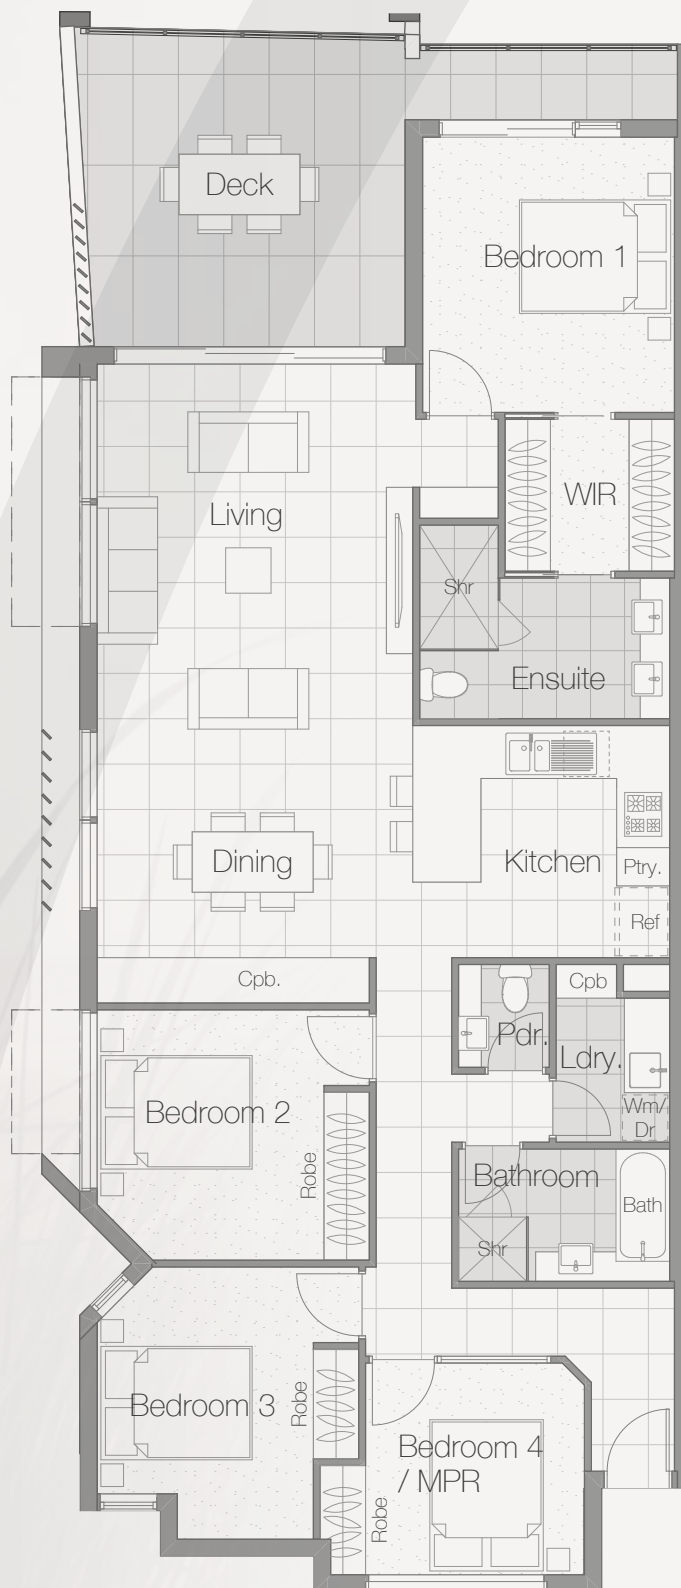 Deck
Bedroom 1
WIR
Living
Shr
Ensuite
Dining
Kitchen
Ptry.
Ref
Cpb.
Cpb
Pdr.
Ldry.
Wm/
Dr
Bedroom 2
Robe
Bathroom
Bath
Shr
Bedroom 3
Robe
Bedroom 4
/ MPR
Robe